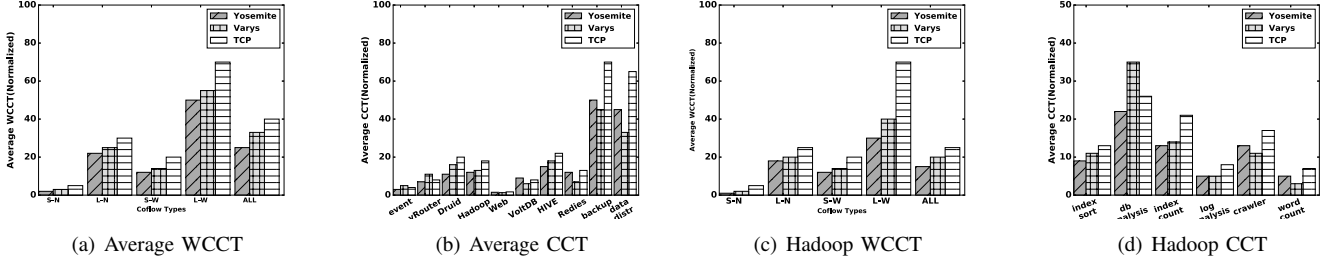 Average WCCT(Normalized)
100
80
60
40
20
0
Yosemite
Varys
TCP
S-N
L-N
S-W
L-W
ALL
Coflow Types
(a) Average WCCT
Average CCT(Normalized)
100
80
60
40
20
0
Yosemite
Varys
TCP
event
vRouter
Druid
Hadoop
Web
VoltDB
HIVE
Redies
backup
data
distr
(b) Average CCT
Average WCCT(Normalized)
100
80
60
40
20
0
Yosemite
Varys
TCP
S-N
L-N
S-W
L-W
ALL
Coflow Types
(c) Hadoop WCCT
Average CCT(Normalized)
50
40
30
20
10
0
Yosemite
Varys
TCP
index
sort
db
nalysis
index
count
log
nalysis
crawler
word
count
(d) Hadoop CCT